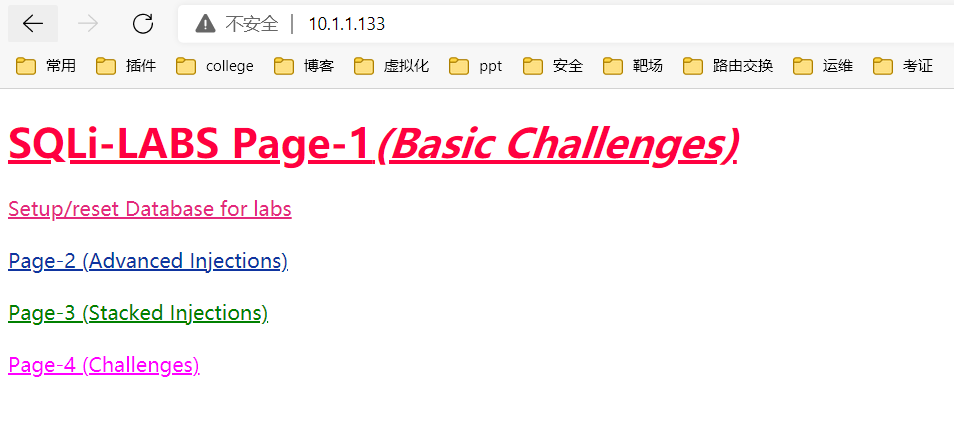 不安全 | 10.1.1.133
常用 插件 college 博客 虚拟化 ppt 安全 靶场 路由交换 运维 考证
SQLi-LABS Page-1(Basic Challenges)
Setup/reset Database for labs
Page-2 (Advanced Injections)
Page-3 (Stacked Injections)
Page-4 (Challenges)